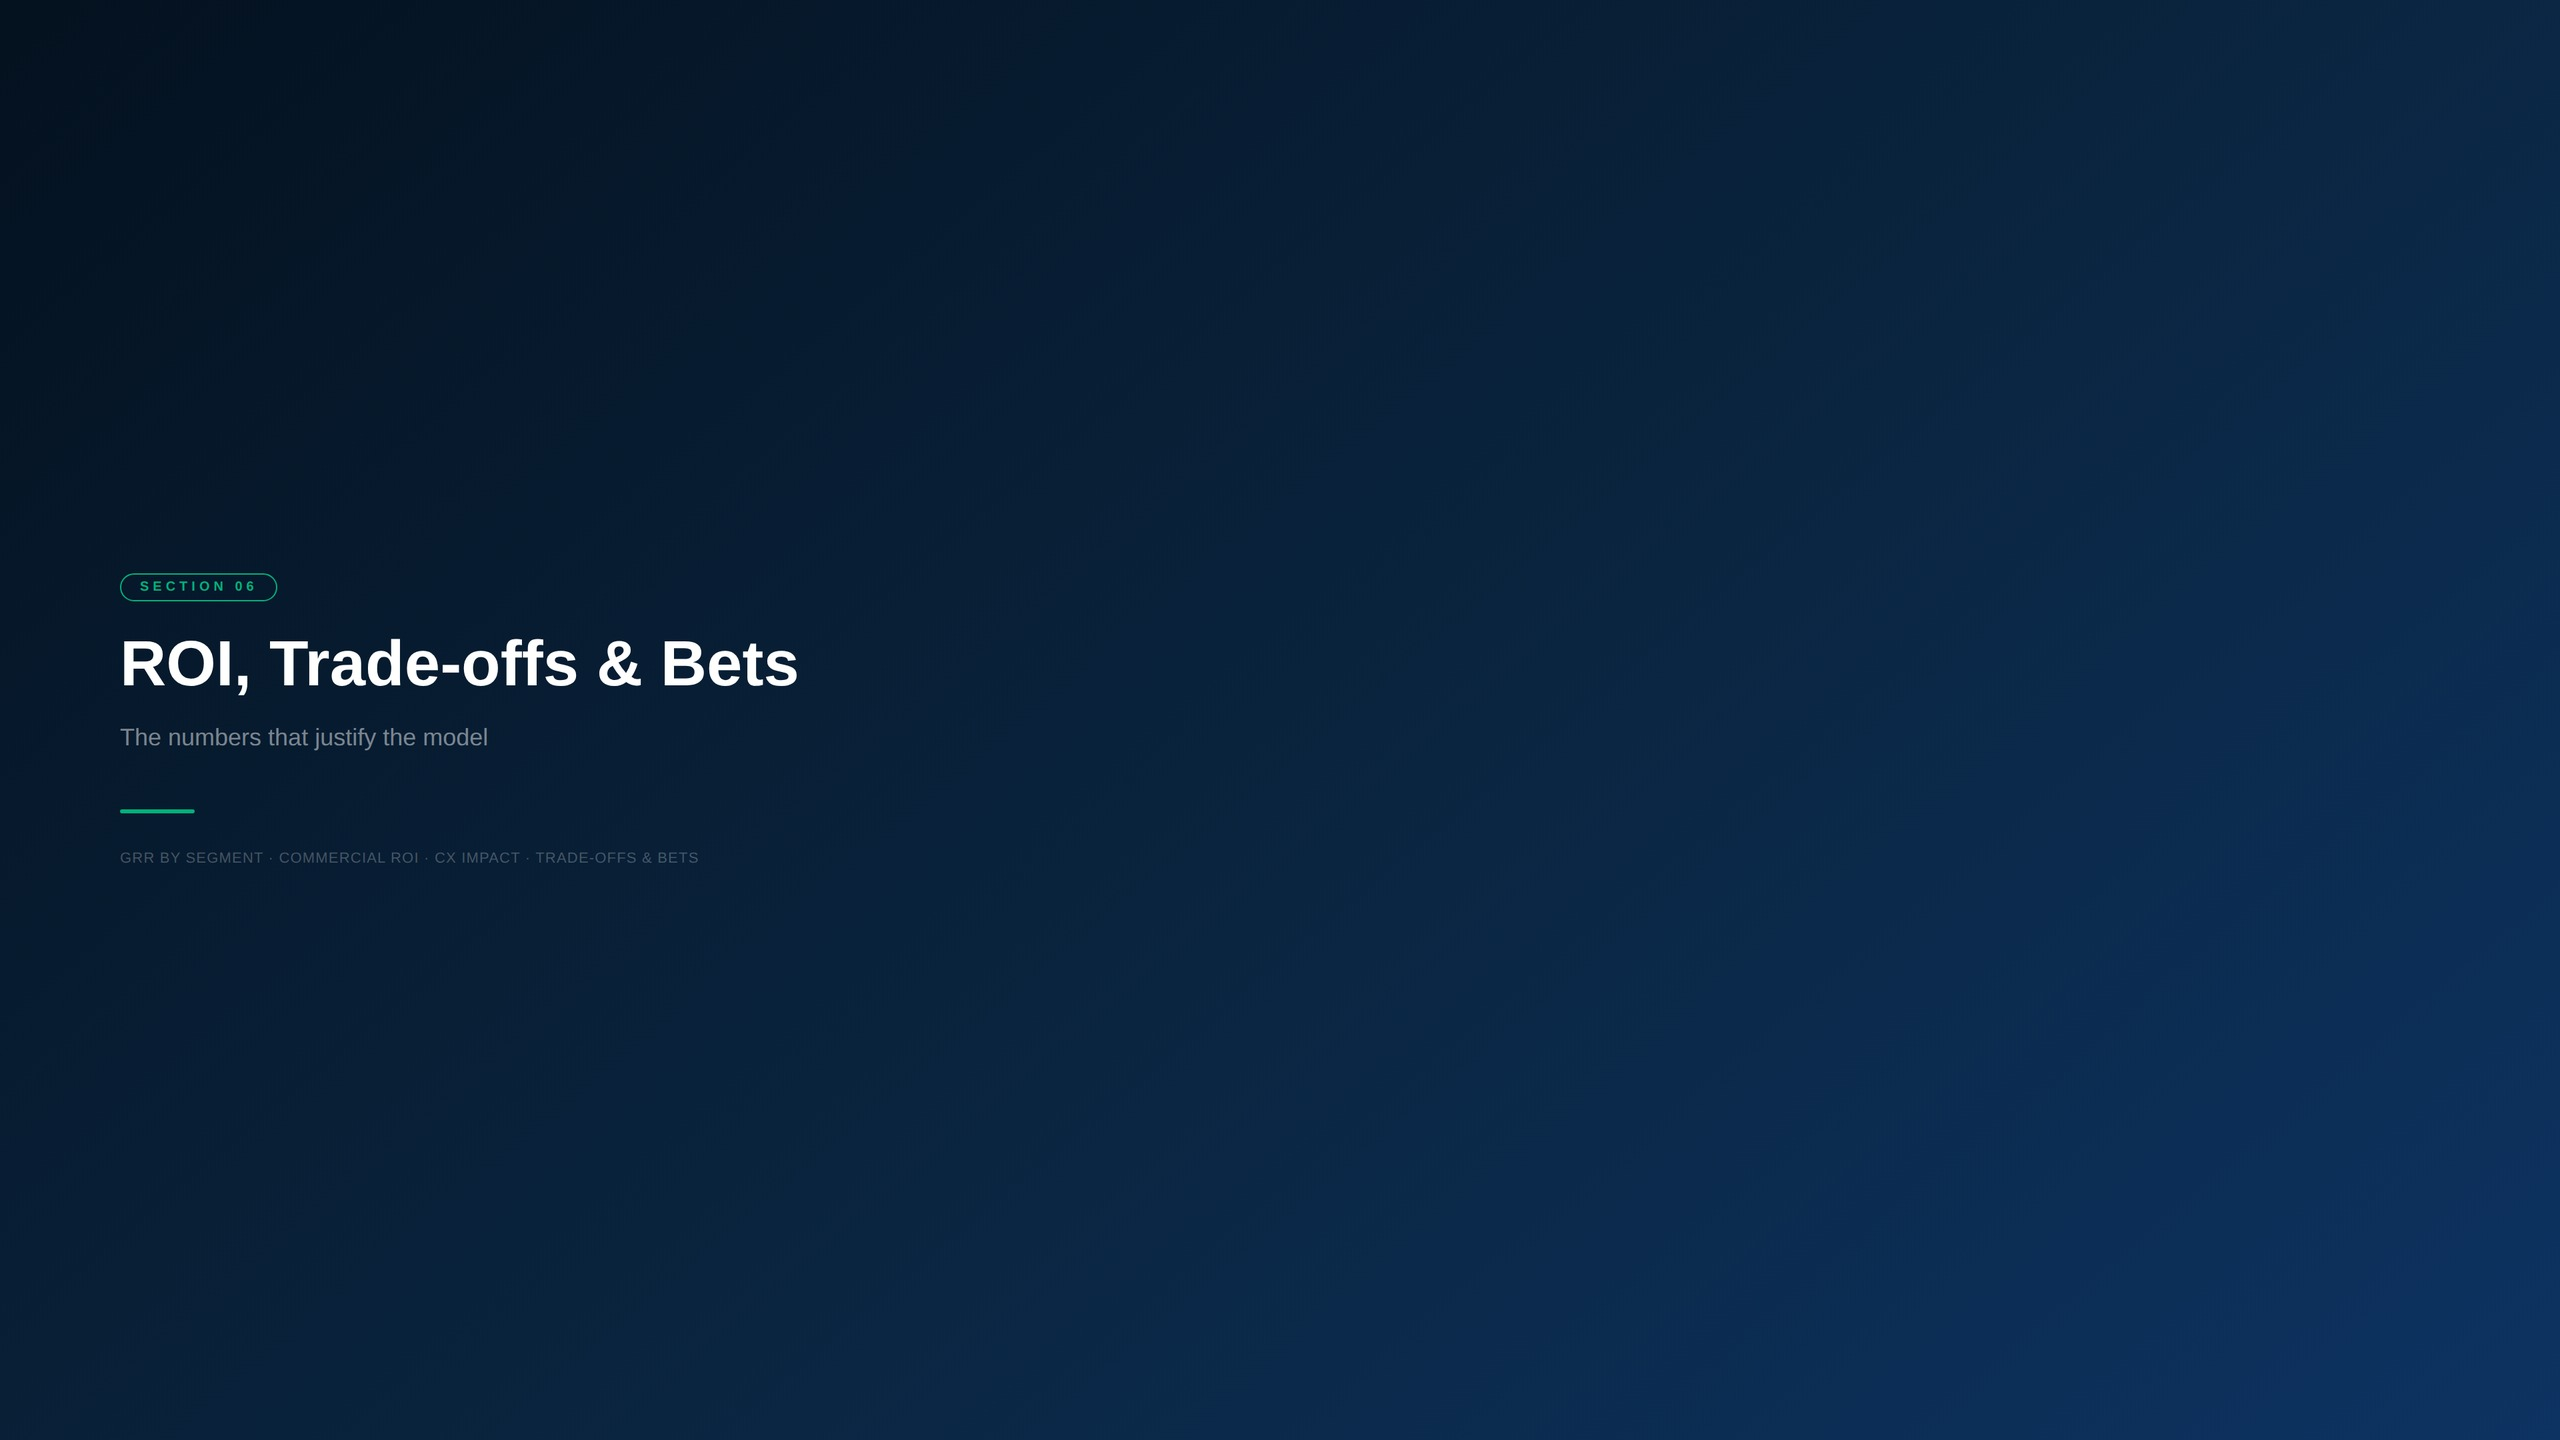 SECTION 06
ROI, Trade-offs & Bets
The numbers that justify the model
GRR BY SEGMENT · COMMERCIAL ROI · CX IMPACT · TRADE-OFFS & BETS